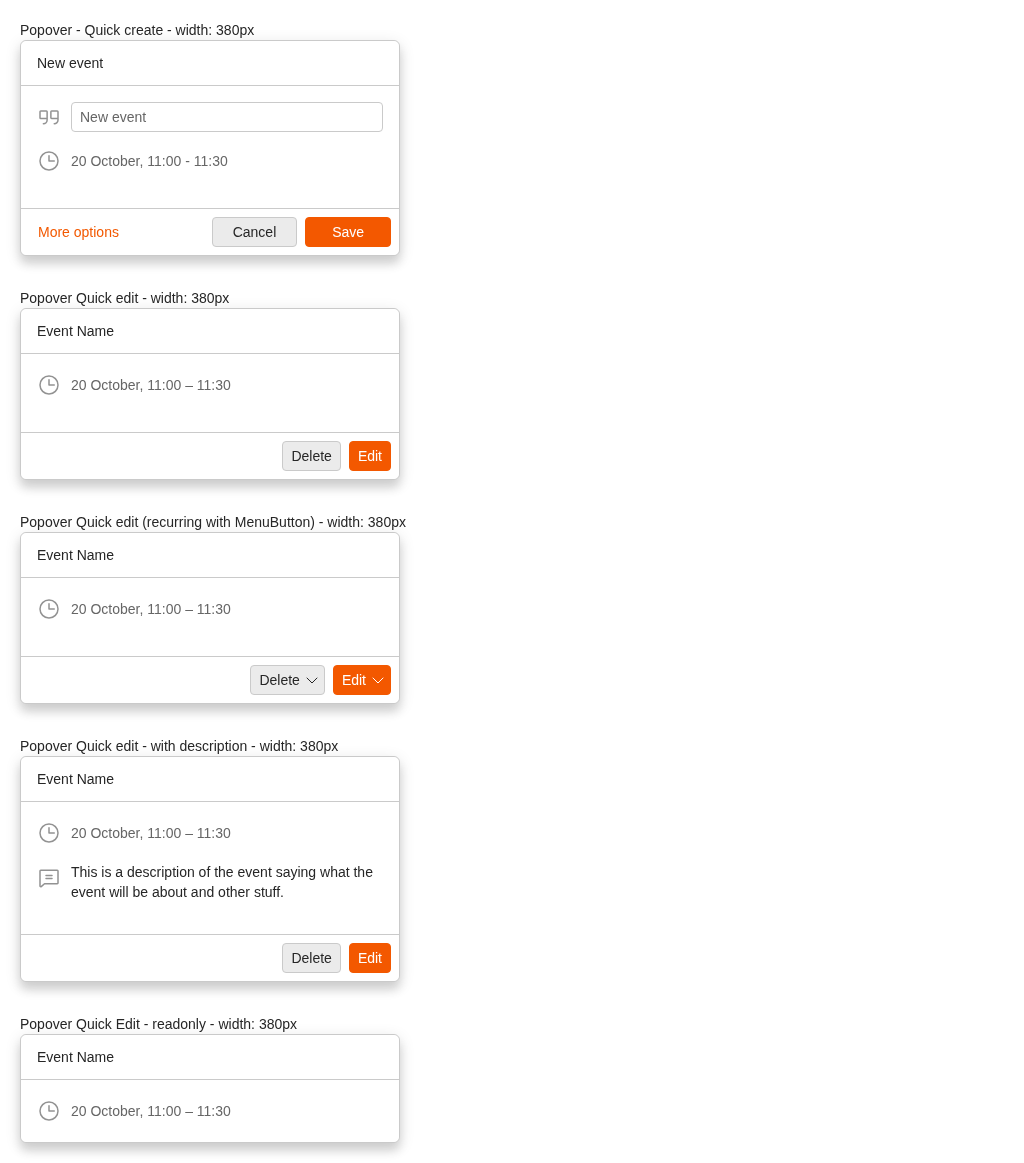 Popover - Quick create - width: 380px
New event
New event
20 October, 11:00 - 11:30
More options Cancel Save
Popover Quick edit - width: 380px
Event Name
20 October, 11:00 – 11:30
Delete Edit
Popover Quick edit (recurring with MenuButton) - width: 380px
Event Name
20 October, 11:00 – 11:30
Delete Edit
Popover Quick edit - with description - width: 380px
Event Name
20 October, 11:00 – 11:30
This is a description of the event saying what the
event will be about and other stuff.
Delete Edit
Popover Quick Edit - readonly - width: 380px
Event Name
20 October, 11:00 – 11:30